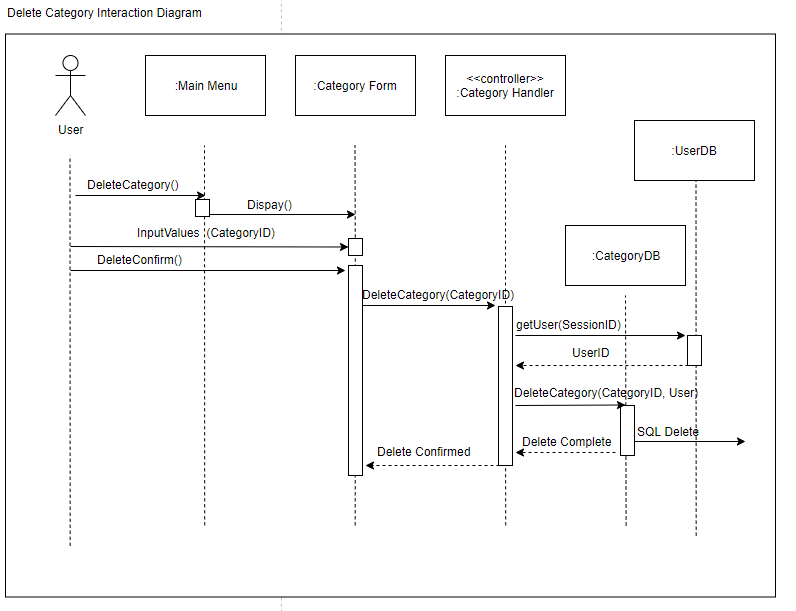 Delete Category Interaction Diagram
User
:Main Menu
:Category Form
<<controller>>
:Category Handler
:UserDB
:CategoryDB
DeleteCategory()
Dispay()
InputValues (CategoryID)
DeleteConfirm()
DeleteCategory(CategoryID)
getUser(SessionID)
UserID
DeleteCategory(CategoryID, User)
SQL Delete
Delete Complete
Delete Confirmed